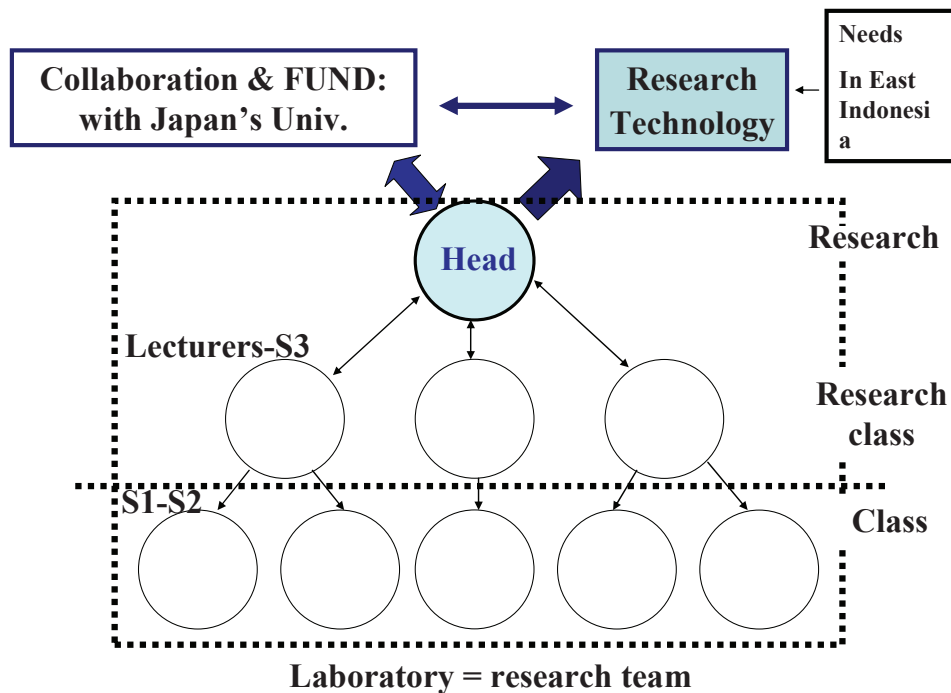 Needs
In East
Indonesi
a
Collaboration & FUND:
with Japan's Univ.
Research
Technology
Research
Head
Lecturers-S3
Research
class
S1-S2
Class
Laboratory = research team